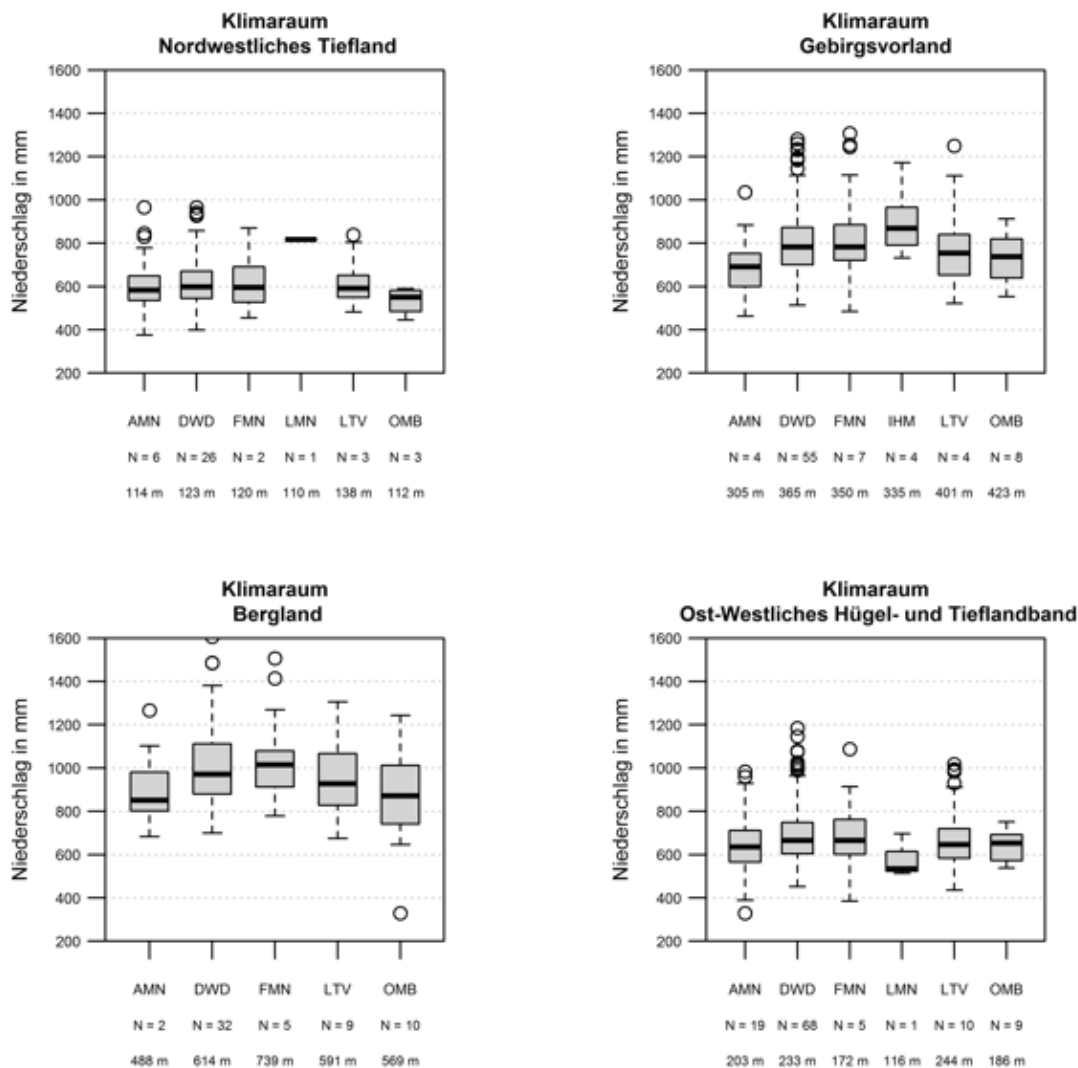 Klimaraum
Nordwestliches Tiefland
Niederschlag in mm
1600
1400
1200
1000
800
600
400
200
AMN DWD FMN LMN LTV OMB
N = 6 N = 26 N = 2 N = 1 N = 3 N = 3
114 m 123 m 120 m 110 m 138 m 112 m
Klimaraum
Gebirgsvorland
Niederschlag in mm
1600
1400
1200
1000
800
600
400
200
AMN DWD FMN IHM LTV OMB
N = 4 N = 55 N = 7 N = 4 N = 4 N = 8
305 m 365 m 350 m 335 m 401 m 423 m
Klimaraum
Bergland
Niederschlag in mm
1600
1400
1200
1000
800
600
400
200
AMN DWD FMN LTV OMB
N = 2 N = 32 N = 5 N = 9 N = 10
488 m 614 m 739 m 591 m 569 m
Klimaraum
Ost-Westliches Hügel- und Tieflandband
Niederschlag in mm
1600
1400
1200
1000
800
600
400
200
AMN DWD FMN LMN LTV OMB
N = 19 N = 68 N = 5 N = 1 N = 10 N = 9
203 m 233 m 172 m 116 m 244 m 186 m